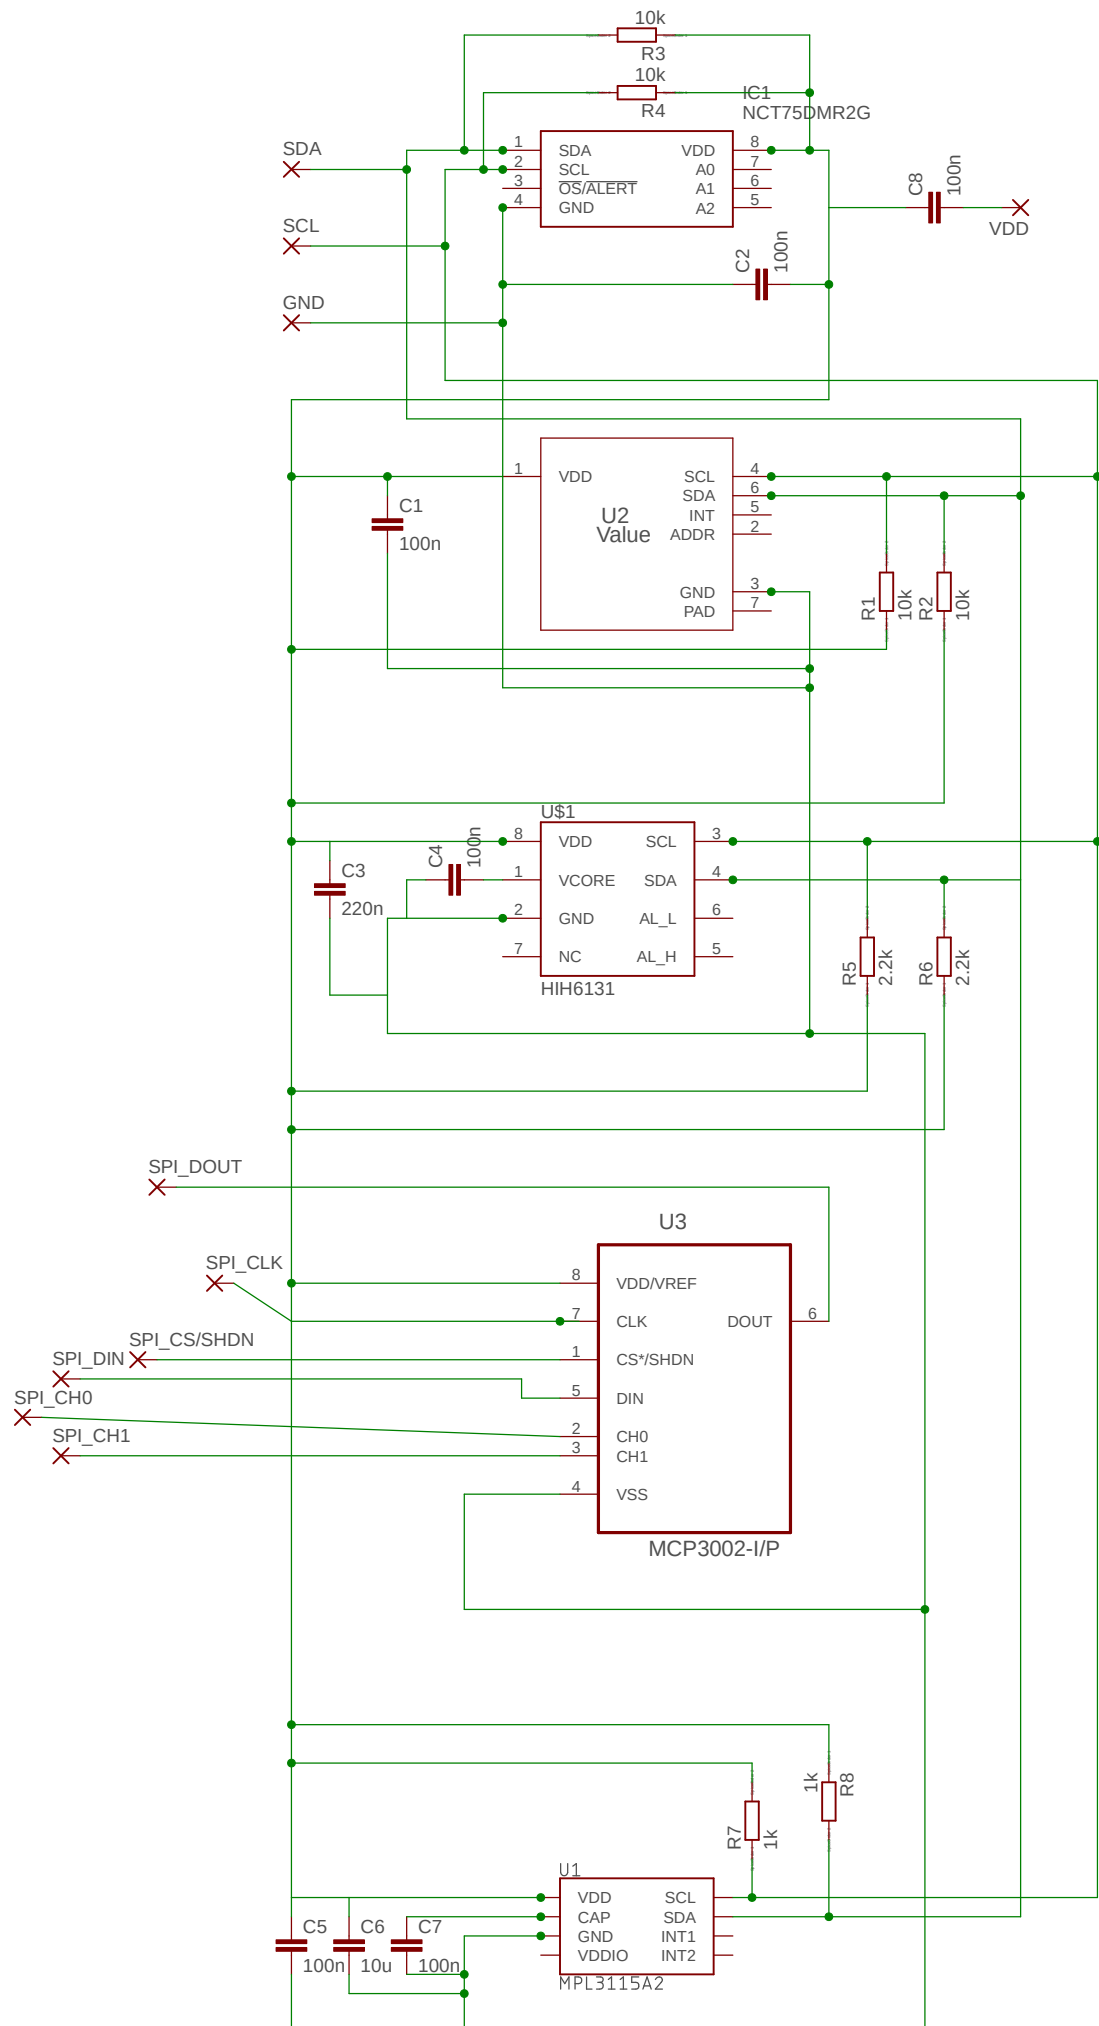 10k
R3
10k
R4
IC1
NCT75DMR2G
SDA
1 SDA VDD 8
2 SCL A0 7
3 OS/ALERT A1 6
4 GND A2 5
C8 100n
VDD
SCL
C2 100n
GND
1 VDD SCL 4
SDA 6
INT 5
ADDR 2
U2
Value
GND 3
PAD 7
C1
100n
R1 10k
R2 10k
U$1
8 VDD SCL 3
1 VCORE SDA 4
2 GND AL_L 6
7 NC AL_H 5
HIH6131
C4 100n
C3
220n
R5 2.2k
R6 2.2k
SPI_DOUT
U3
SPI_CLK
8 VDD/VREF
7 CLK DOUT 6
SPI_CS/SHDN
1 CS*/SHDN
SPI_DIN
5 DIN
SPI_CH0
2 CH0
SPI_CH1
3 CH1
4 VSS
MCP3002-I/P
1k R8
R7 1k
U1
VDD SCL
CAP SDA
GND INT1
VDDIO INT2
MPL3115A2
C5
100n
C6
10u
C7
100n